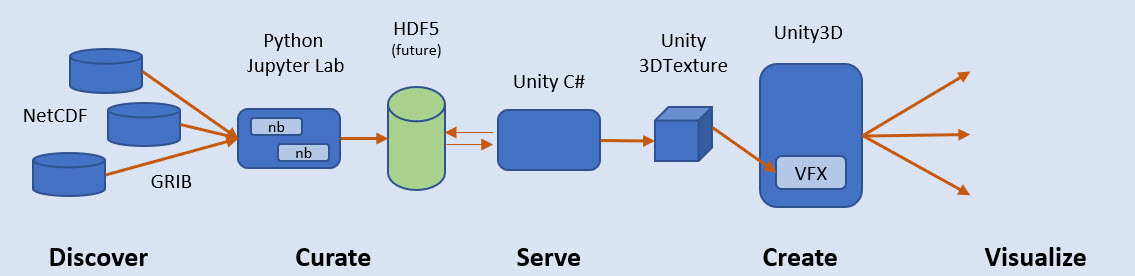 NetCDF
GRIB
Python
Jupyter Lab
nb
nb
HDF5
(future)
Unity C#
Unity
3DTexture
Unity3D
VFX
Discover
Curate
Serve
Create
Visualize